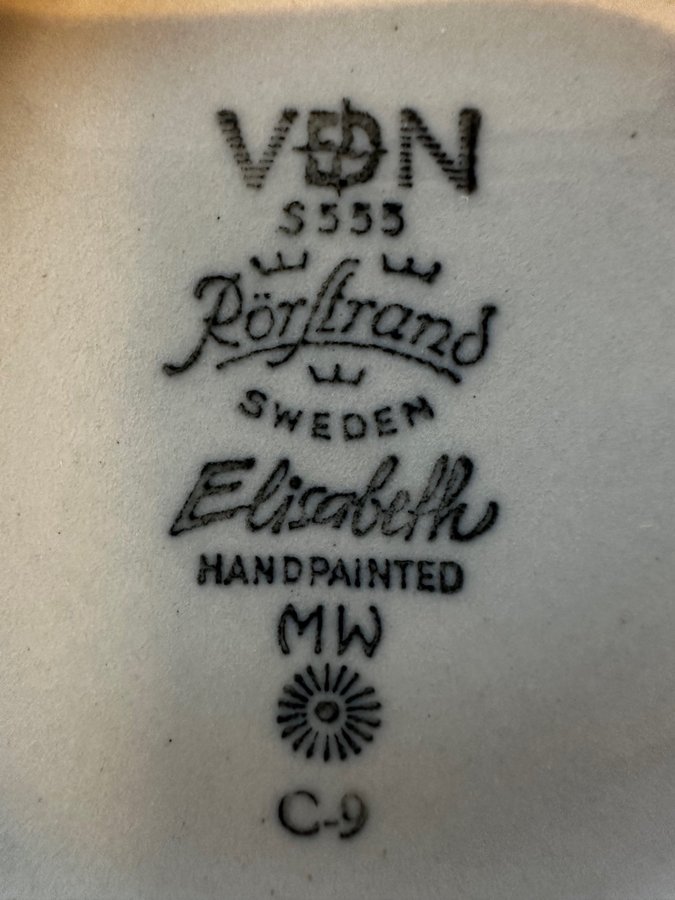 VDN
S555
Rörstrand
SWEDEN
Elisabeth
HANDPAINTED
MW
C-9